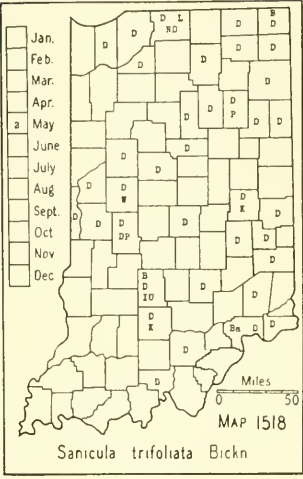 Jan.
Feb.
Mar.
Apr.
2 May
June
July
Aug
Sept.
Oct
Nov
Dec
D L B
D D ND D D
D D D
D
D D P D D
D
D
D D
D W D K
D D D D D
DP D
D
B D IU D D
D K D
Bn D D
D
D
Miles
0 50
MAP 1518
Sanicula trifoliata Bickn